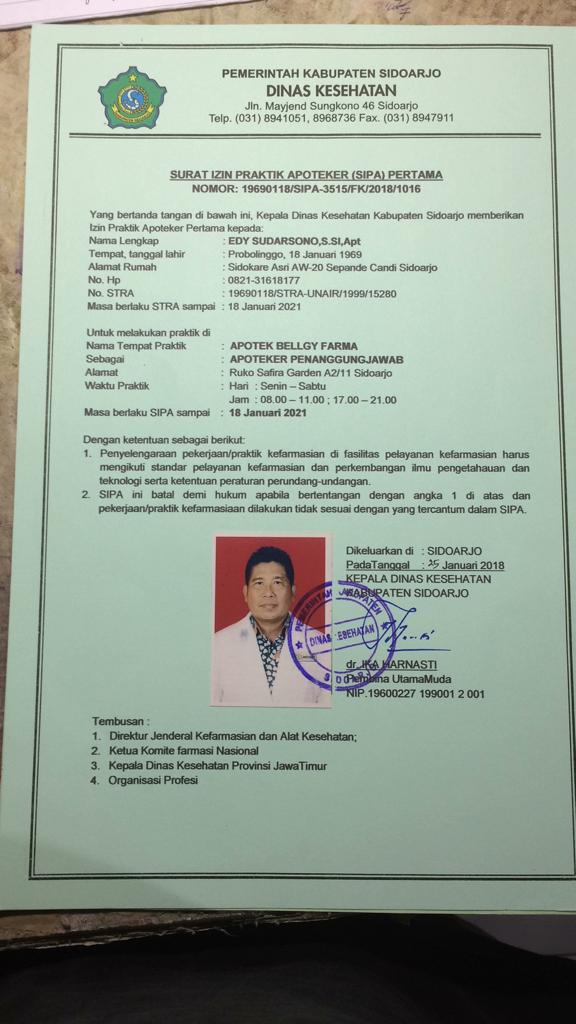 PEMERINTAH KABUPATEN SIDOARJO
DINAS KESEHATAN
Jln. Mayjend Sungkono 46 Sidoarjo
Telp. (031) 8941051, 8968736 Fax. (031) 8947911
SURAT IZIN PRAKTIK APOTEKER (SIPA) PERTAMA
NOMOR: 19690118/SIPA-3515/FK/2018/1016
Yang bertanda tangan di bawah ini, Kepala Dinas Kesehatan Kabupaten Sidoarjo memberikan
Izin Praktik Apoteker Pertama kepada:
Nama Lengkap : EDY SUDARSONO,S.SI,Apt
Tempat, tanggal lahir : Probolinggo, 18 Januari 1969
Alamat Rumah : Sidokare Asri AW-20 Sepande Candi Sidoarjo
No. Hp : 0821-31618177
No. STRA : 19690118/STRA-UNAIR/1999/15280
Masa berlaku STRA sampai : 18 Januari 2021
Untuk melakukan praktik di
Nama Tempat Praktik : APOTEK BELLGY FARMA
Sebagai : APOTEKER PENANGGUNGJAWAB
Alamat : Ruko Safira Garden A2/11 Sidoarjo
Waktu Praktik : Hari : Senin – Sabtu
Jam : 08.00 – 11.00 ; 17.00 – 21.00
Masa berlaku SIPA sampai : 18 Januari 2021
Dengan ketentuan sebagai berikut:
1. Penyelengaraan pekerjaan/praktik kefarmasian di fasilitas pelayanan kefarmasian harus
mengikuti standar pelayanan kefarmasian dan perkembangan ilmu pengetahauan dan
teknologi serta ketentuan peraturan perundang-undangan.
2. SIPA ini batal demi hukum apabila bertentangan dengan angka 1 di atas dan
pekerjaan/praktik kefarmasiaan dilakukan tidak sesuai dengan yang tercantum dalam SIPA.
Dikeluarkan di : SIDOARJO
PadaTanggal : 25 Januari 2018
KEPALA DINAS KESEHATAN
KABUPATEN SIDOARJO
PEMERINTAH KABUPATEN
DINAS KESEHATAN
SIDOARJO
dr. IKA HARNASTI
Pembina UtamaMuda
NIP.19600227 199001 2 001
Tembusan :
1. Direktur Jenderal Kefarmasian dan Alat Kesehatan;
2. Ketua Komite farmasi Nasional
3. Kepala Dinas Kesehatan Provinsi JawaTimur
4. Organisasi Profesi